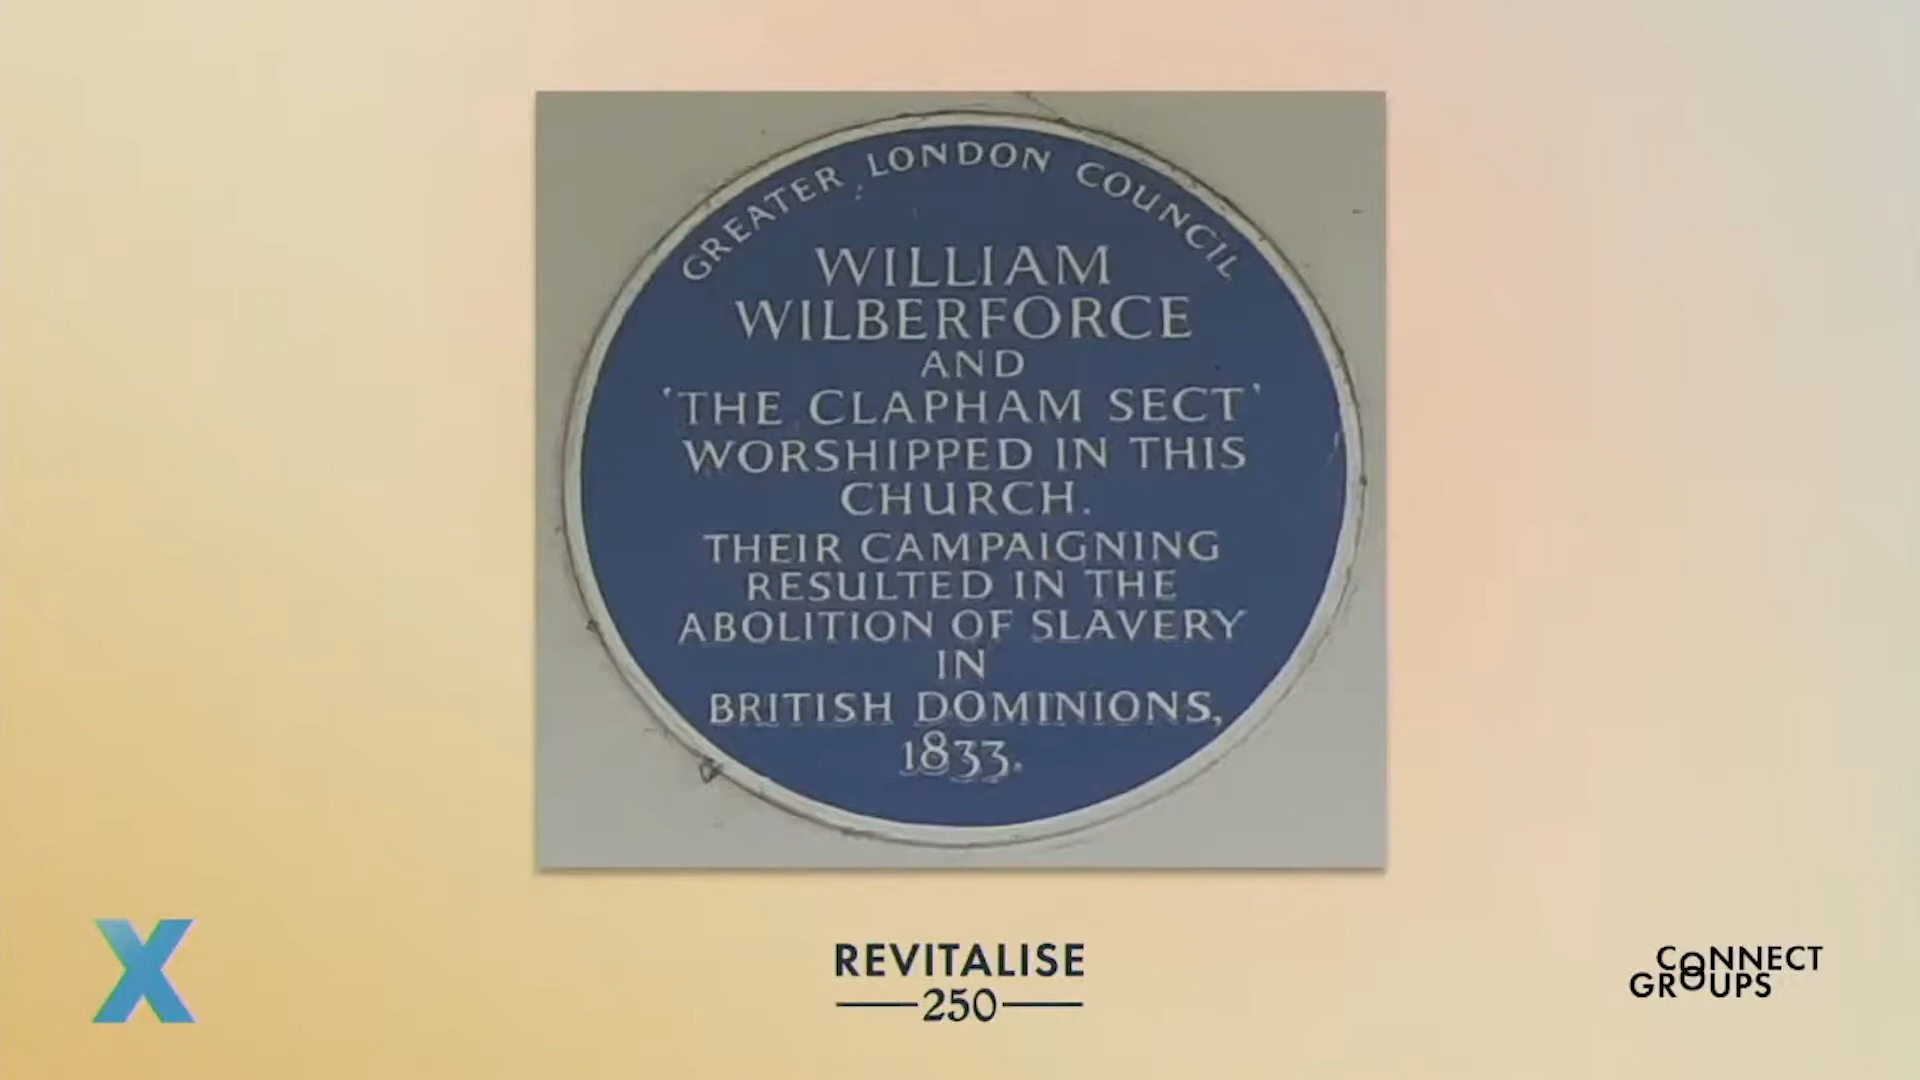 GREATER LONDON COUNCIL
WILLIAM
WILBERFORCE
AND
'THE CLAPHAM SECT'
WORSHIPPED IN THIS
CHURCH.
THEIR CAMPAIGNING
RESULTED IN THE
ABOLITION OF SLAVERY
IN
BRITISH DOMINIONS,
1833.
X
REVITALISE
250
CONNECT
GROUPS